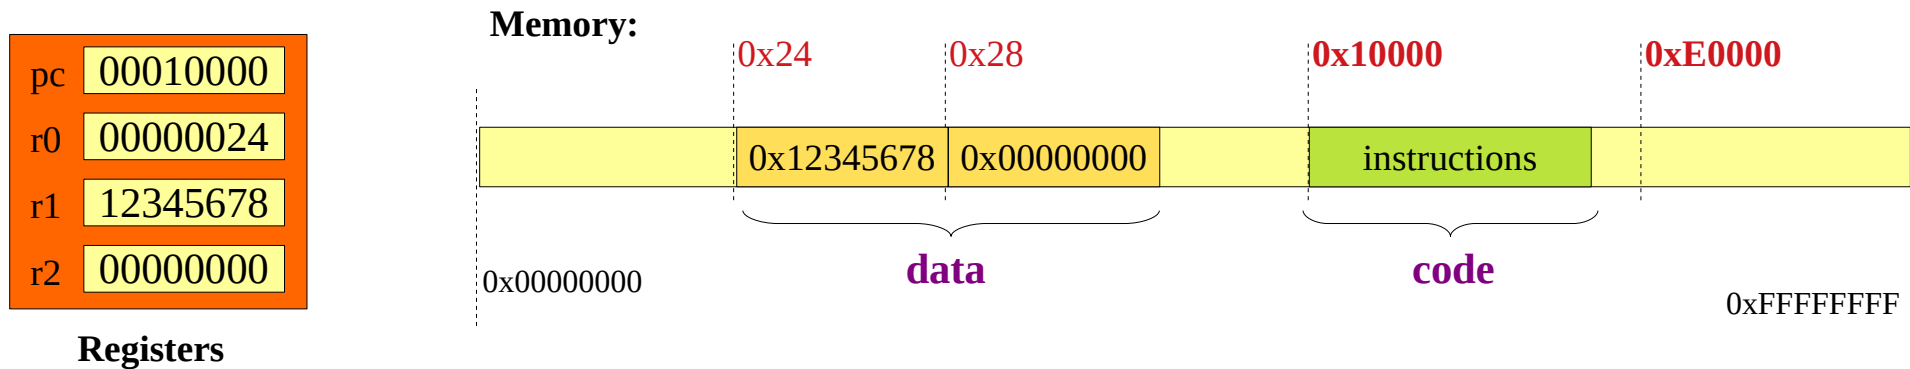 Memory:
0x24 0x28 0x10000 0xE0000
pc 00010000
r0 00000024
r1 12345678
r2 00000000
Registers
0x12345678 0x00000000 instructions
data code
0x00000000
0xFFFFFFFF